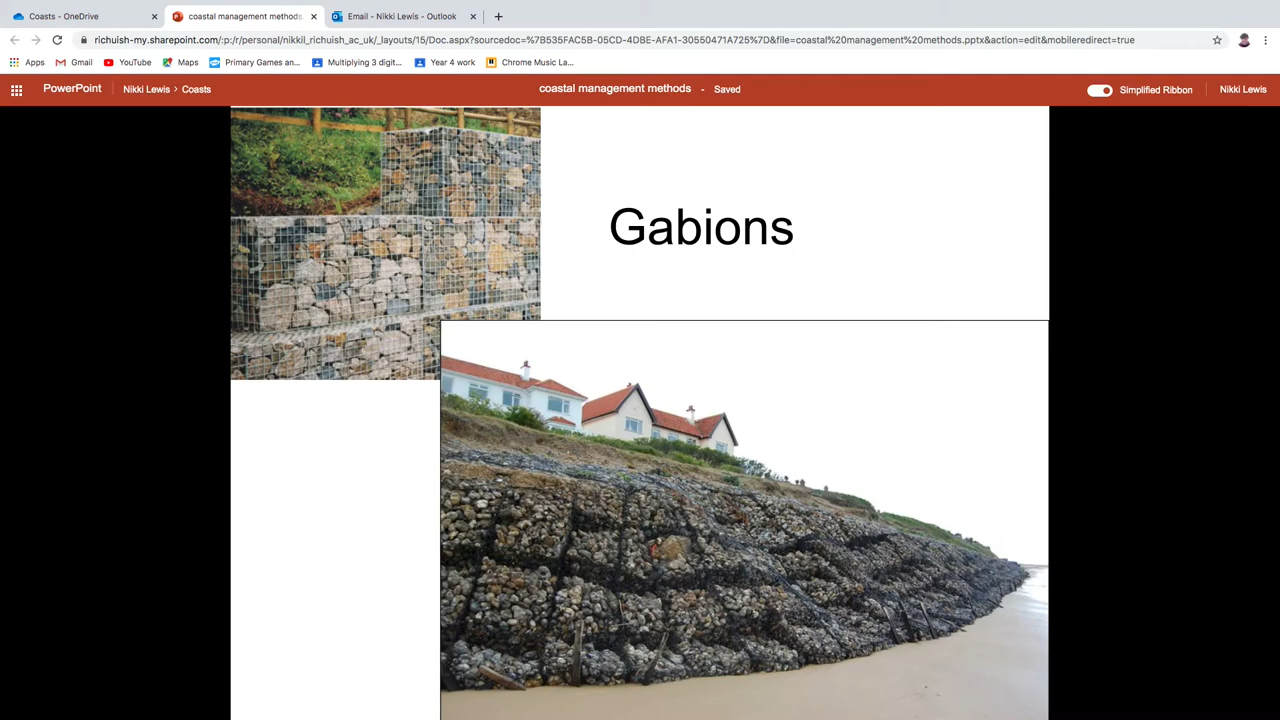 Coasts - OneDrive
coastal management methods.
Email - Nikki Lewis - Outlook
richuish-my.sharepoint.com/:p:/r/personal/nikkil_richuish_ac_uk/_layouts/15/Doc.aspx?sourcedoc=%7B535FAC5B-05CD-4DBE-AFA1-30550471A725%7D&file=coastal%20management%20methods.pptx&action=edit&mobileredirect=true
Apps
Gmail
YouTube
Maps
Primary Games an...
Multiplying 3 digit...
Year 4 work
Chrome Music La...
PowerPoint
Nikki Lewis > Coasts
coastal management methods - Saved
Simplified Ribbon
Nikki Lewis
Gabions